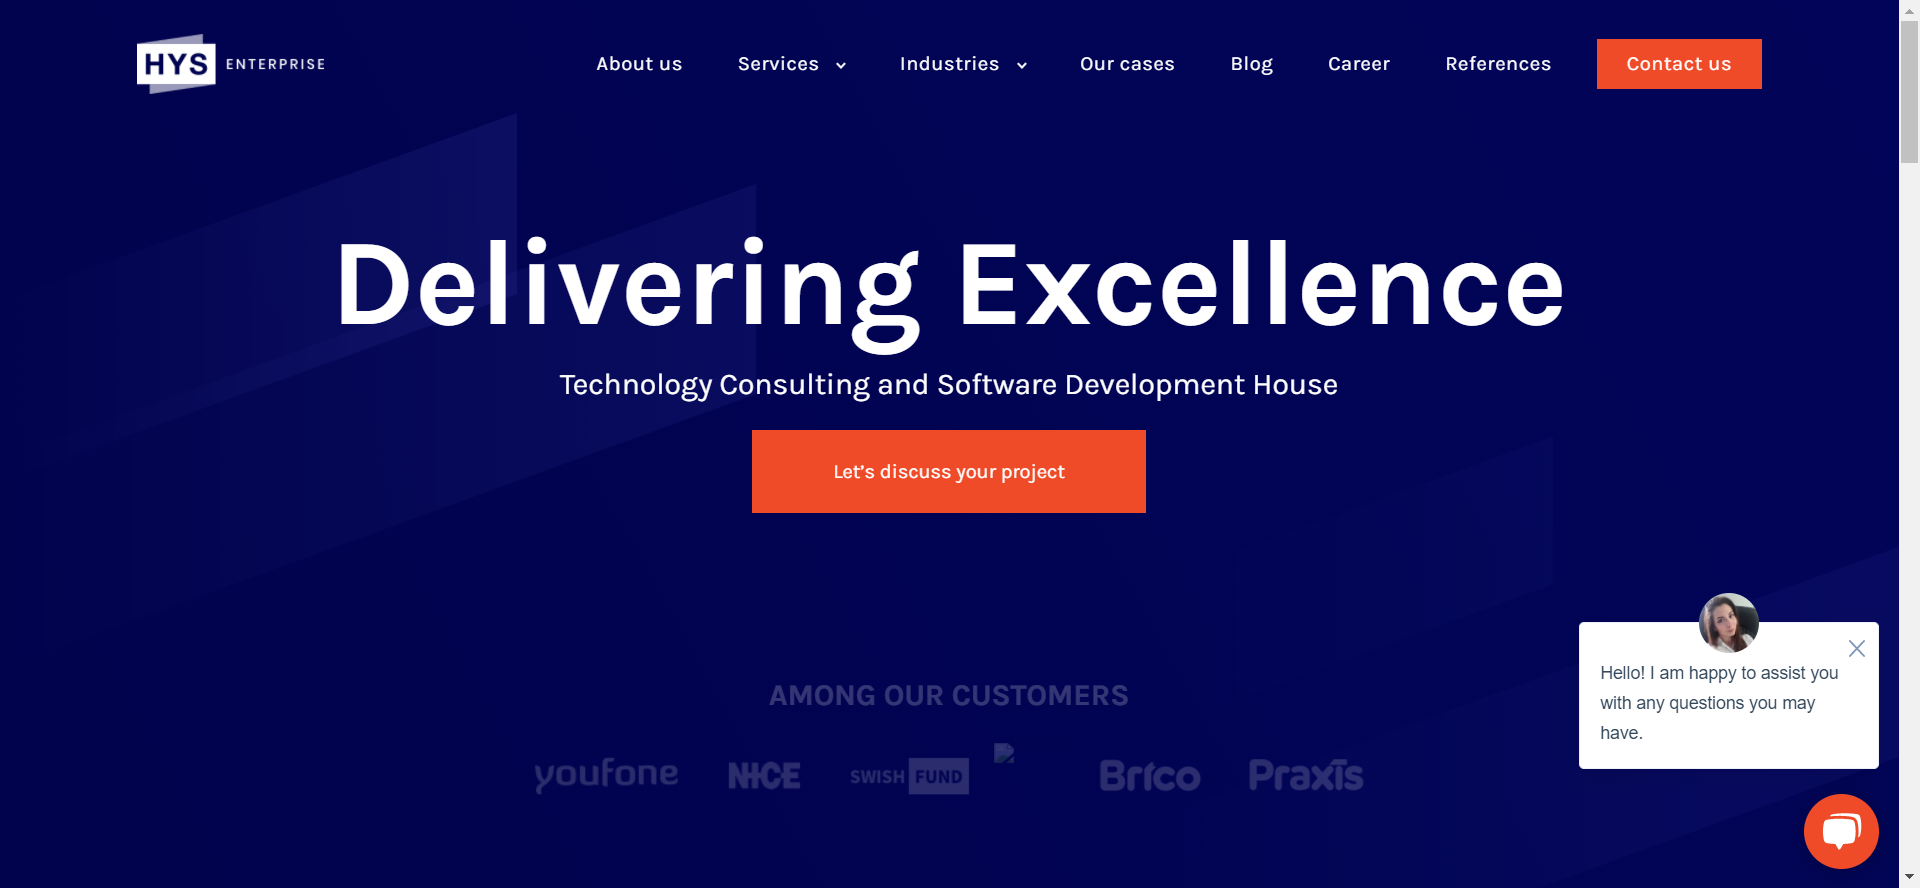 HYS ENTERPRISE
About us
Services
Industries
Our cases
Blog
Career
References
Contact us
Delivering Excellence
Technology Consulting and Software Development House
Let’s discuss your project
AMONG OUR CUSTOMERS
youfone
NICE
SWISH FUND
Brico
Praxis
Hello! I am happy to assist you
with any questions you may
have.